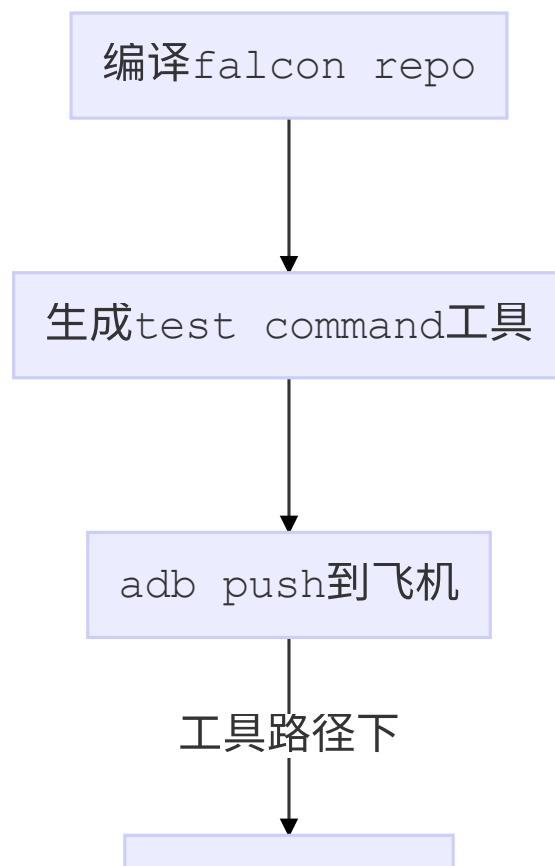 编译falcon repo
生成test command工具
adb push到飞机
工具路径下